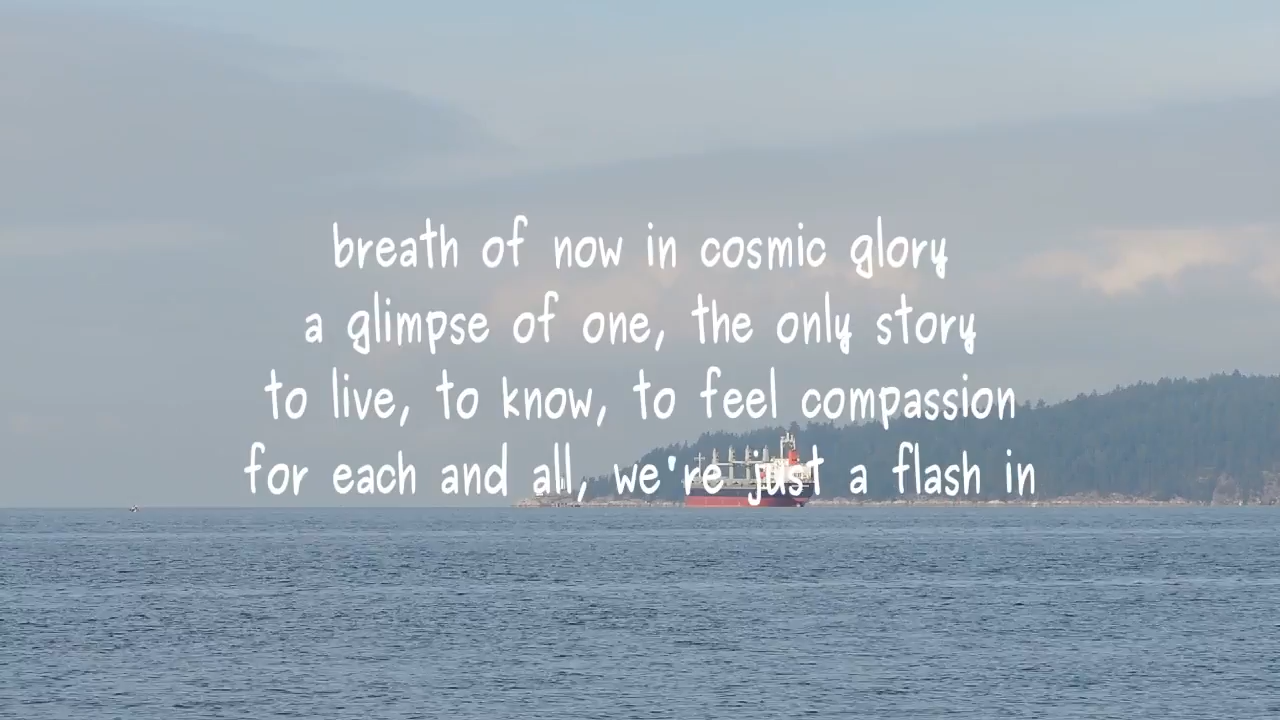 breath of now in cosmic glory
a glimpse of one, the only story
to live, to know, to feel compassion
for each and all, we're just a flash in